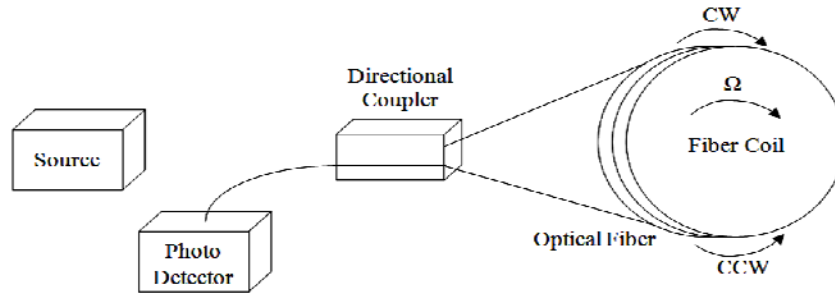 CW
Directional
Coupler
Ω
Source
Fiber Coil
Optical Fiber
Photo
Detector
CCW